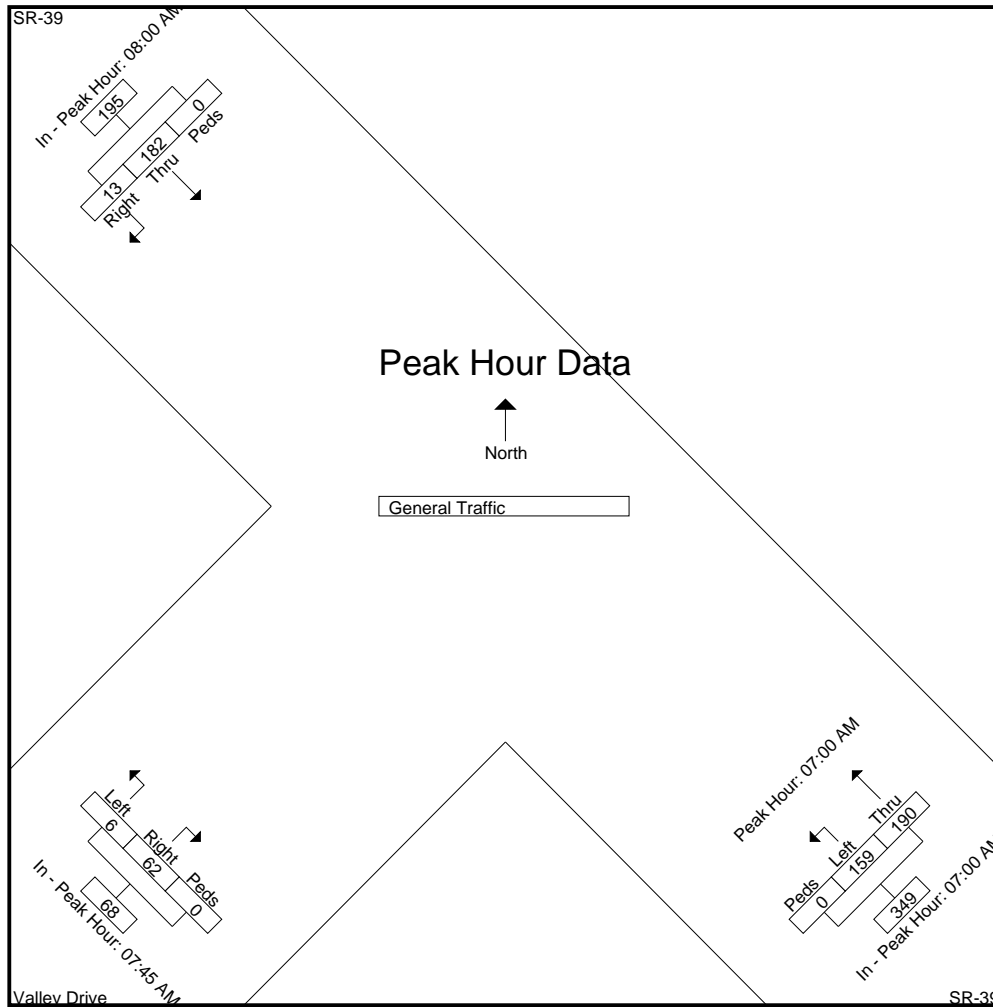 SR-39
In - Peak Hour: 08:00 AM
195
13 182 0
Right Thru Peds
Peak Hour Data
North
General Traffic
Left Right Peds
6 62 0
68
In - Peak Hour: 07:45 AM
Valley Drive
Peak Hour: 07:00 AM
Peds Left Thru
0 159 190
349
In - Peak Hour: 07:00 AM
SR-39